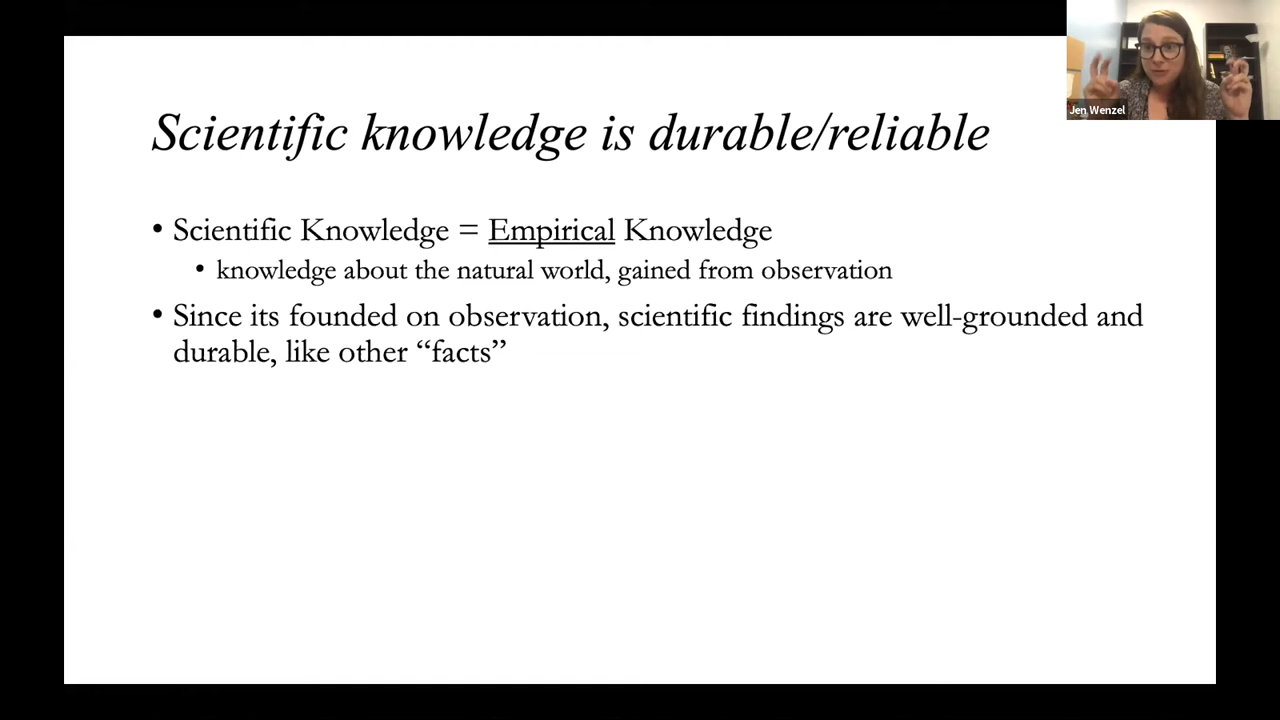 Jen Wenzel
Scientific knowledge is durable/reliable
• Scientific Knowledge = Empirical Knowledge
• knowledge about the natural world, gained from observation
• Since its founded on observation, scientific findings are well-grounded and
durable, like other “facts”